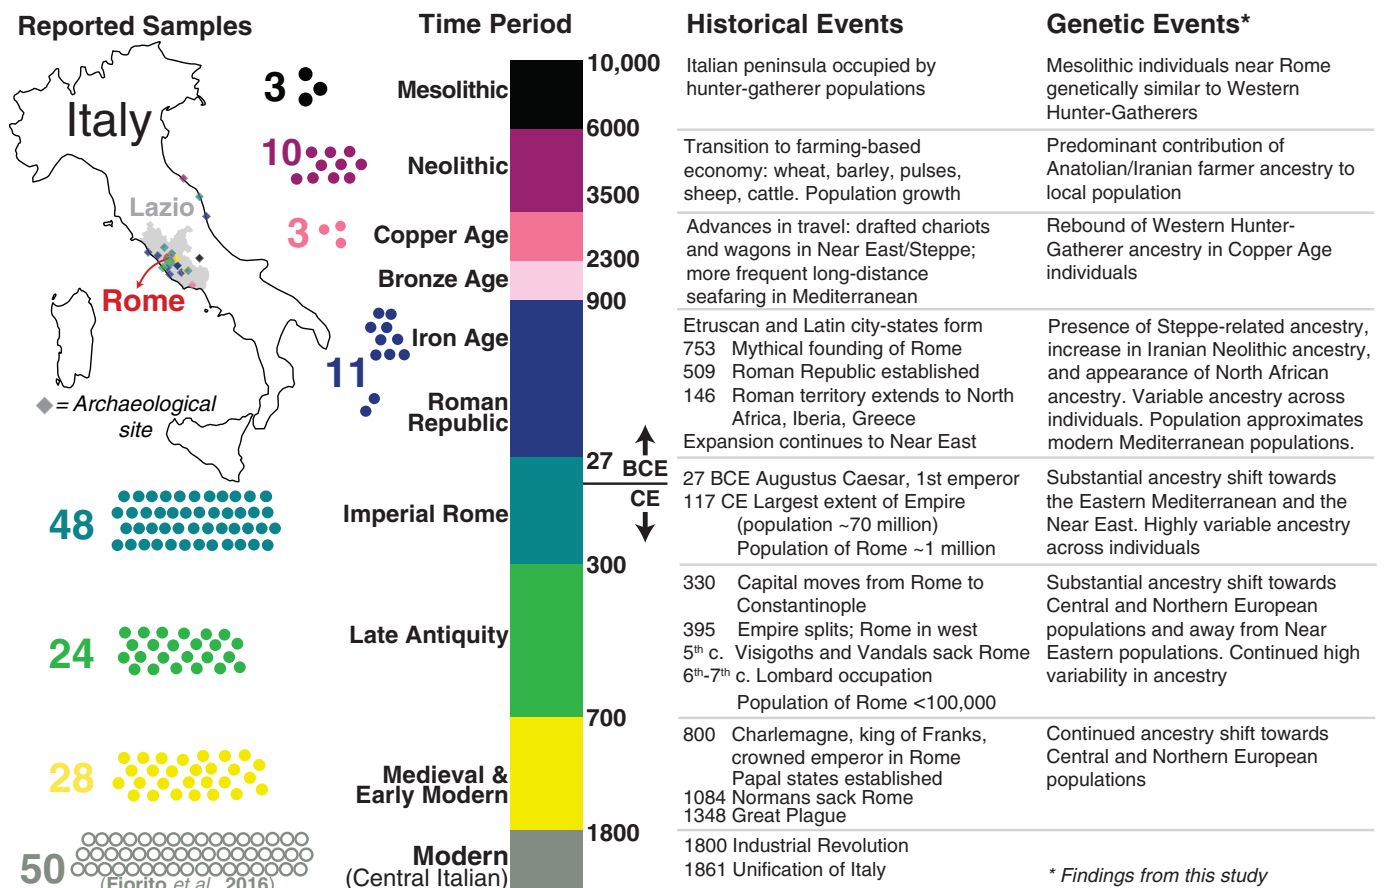 Reported Samples
Time Period
Historical Events
Genetic Events*
Italy
Lazio
Rome
= Archaeological
site
3
Mesolithic
10,000
Italian peninsula occupied by
hunter-gatherer populations
Mesolithic individuals near Rome
genetically similar to Western
Hunter-Gatherers
6000
10
Neolithic
Transition to farming-based
economy: wheat, barley, pulses,
sheep, cattle. Population growth
Predominant contribution of
Anatolian/Iranian farmer ancestry to
local population
3500
3
Copper Age
2300
Bronze Age
Advances in travel: drafted chariots
and wagons in Near East/Steppe;
more frequent long-distance
seafaring in Mediterranean
Rebound of Western Hunter-
Gatherer ancestry in Copper Age
individuals
900
11
Iron Age
Roman
Republic
Etruscan and Latin city-states form
753 Mythical founding of Rome
509 Roman Republic established
146 Roman territory extends to North
Africa, Iberia, Greece
Expansion continues to Near East
Presence of Steppe-related ancestry,
increase in Iranian Neolithic ancestry,
and appearance of North African
ancestry. Variable ancestry across
individuals. Population approximates
modern Mediterranean populations.
27
BCE
CE
48
Imperial Rome
27 BCE Augustus Caesar, 1st emperor
117 CE Largest extent of Empire
(population ~70 million)
Population of Rome ~1 million
Substantial ancestry shift towards
the Eastern Mediterranean and the
Near East. Highly variable ancestry
across individuals
300
24
Late Antiquity
330 Capital moves from Rome to
Constantinople
395 Empire splits; Rome in west
5th c. Visigoths and Vandals sack Rome
6th-7th c. Lombard occupation
Population of Rome <100,000
Substantial ancestry shift towards
Central and Northern European
populations and away from Near
Eastern populations. Continued high
variability in ancestry
700
28
Medieval &
Early Modern
800 Charlemagne, king of Franks,
crowned emperor in Rome
Papal states established
1084 Normans sack Rome
1348 Great Plague
Continued ancestry shift towards
Central and Northern European
populations
1800
50
(Fiorito et al., 2016)
Modern
(Central Italian)
1800 Industrial Revolution
1861 Unification of Italy
* Findings from this study